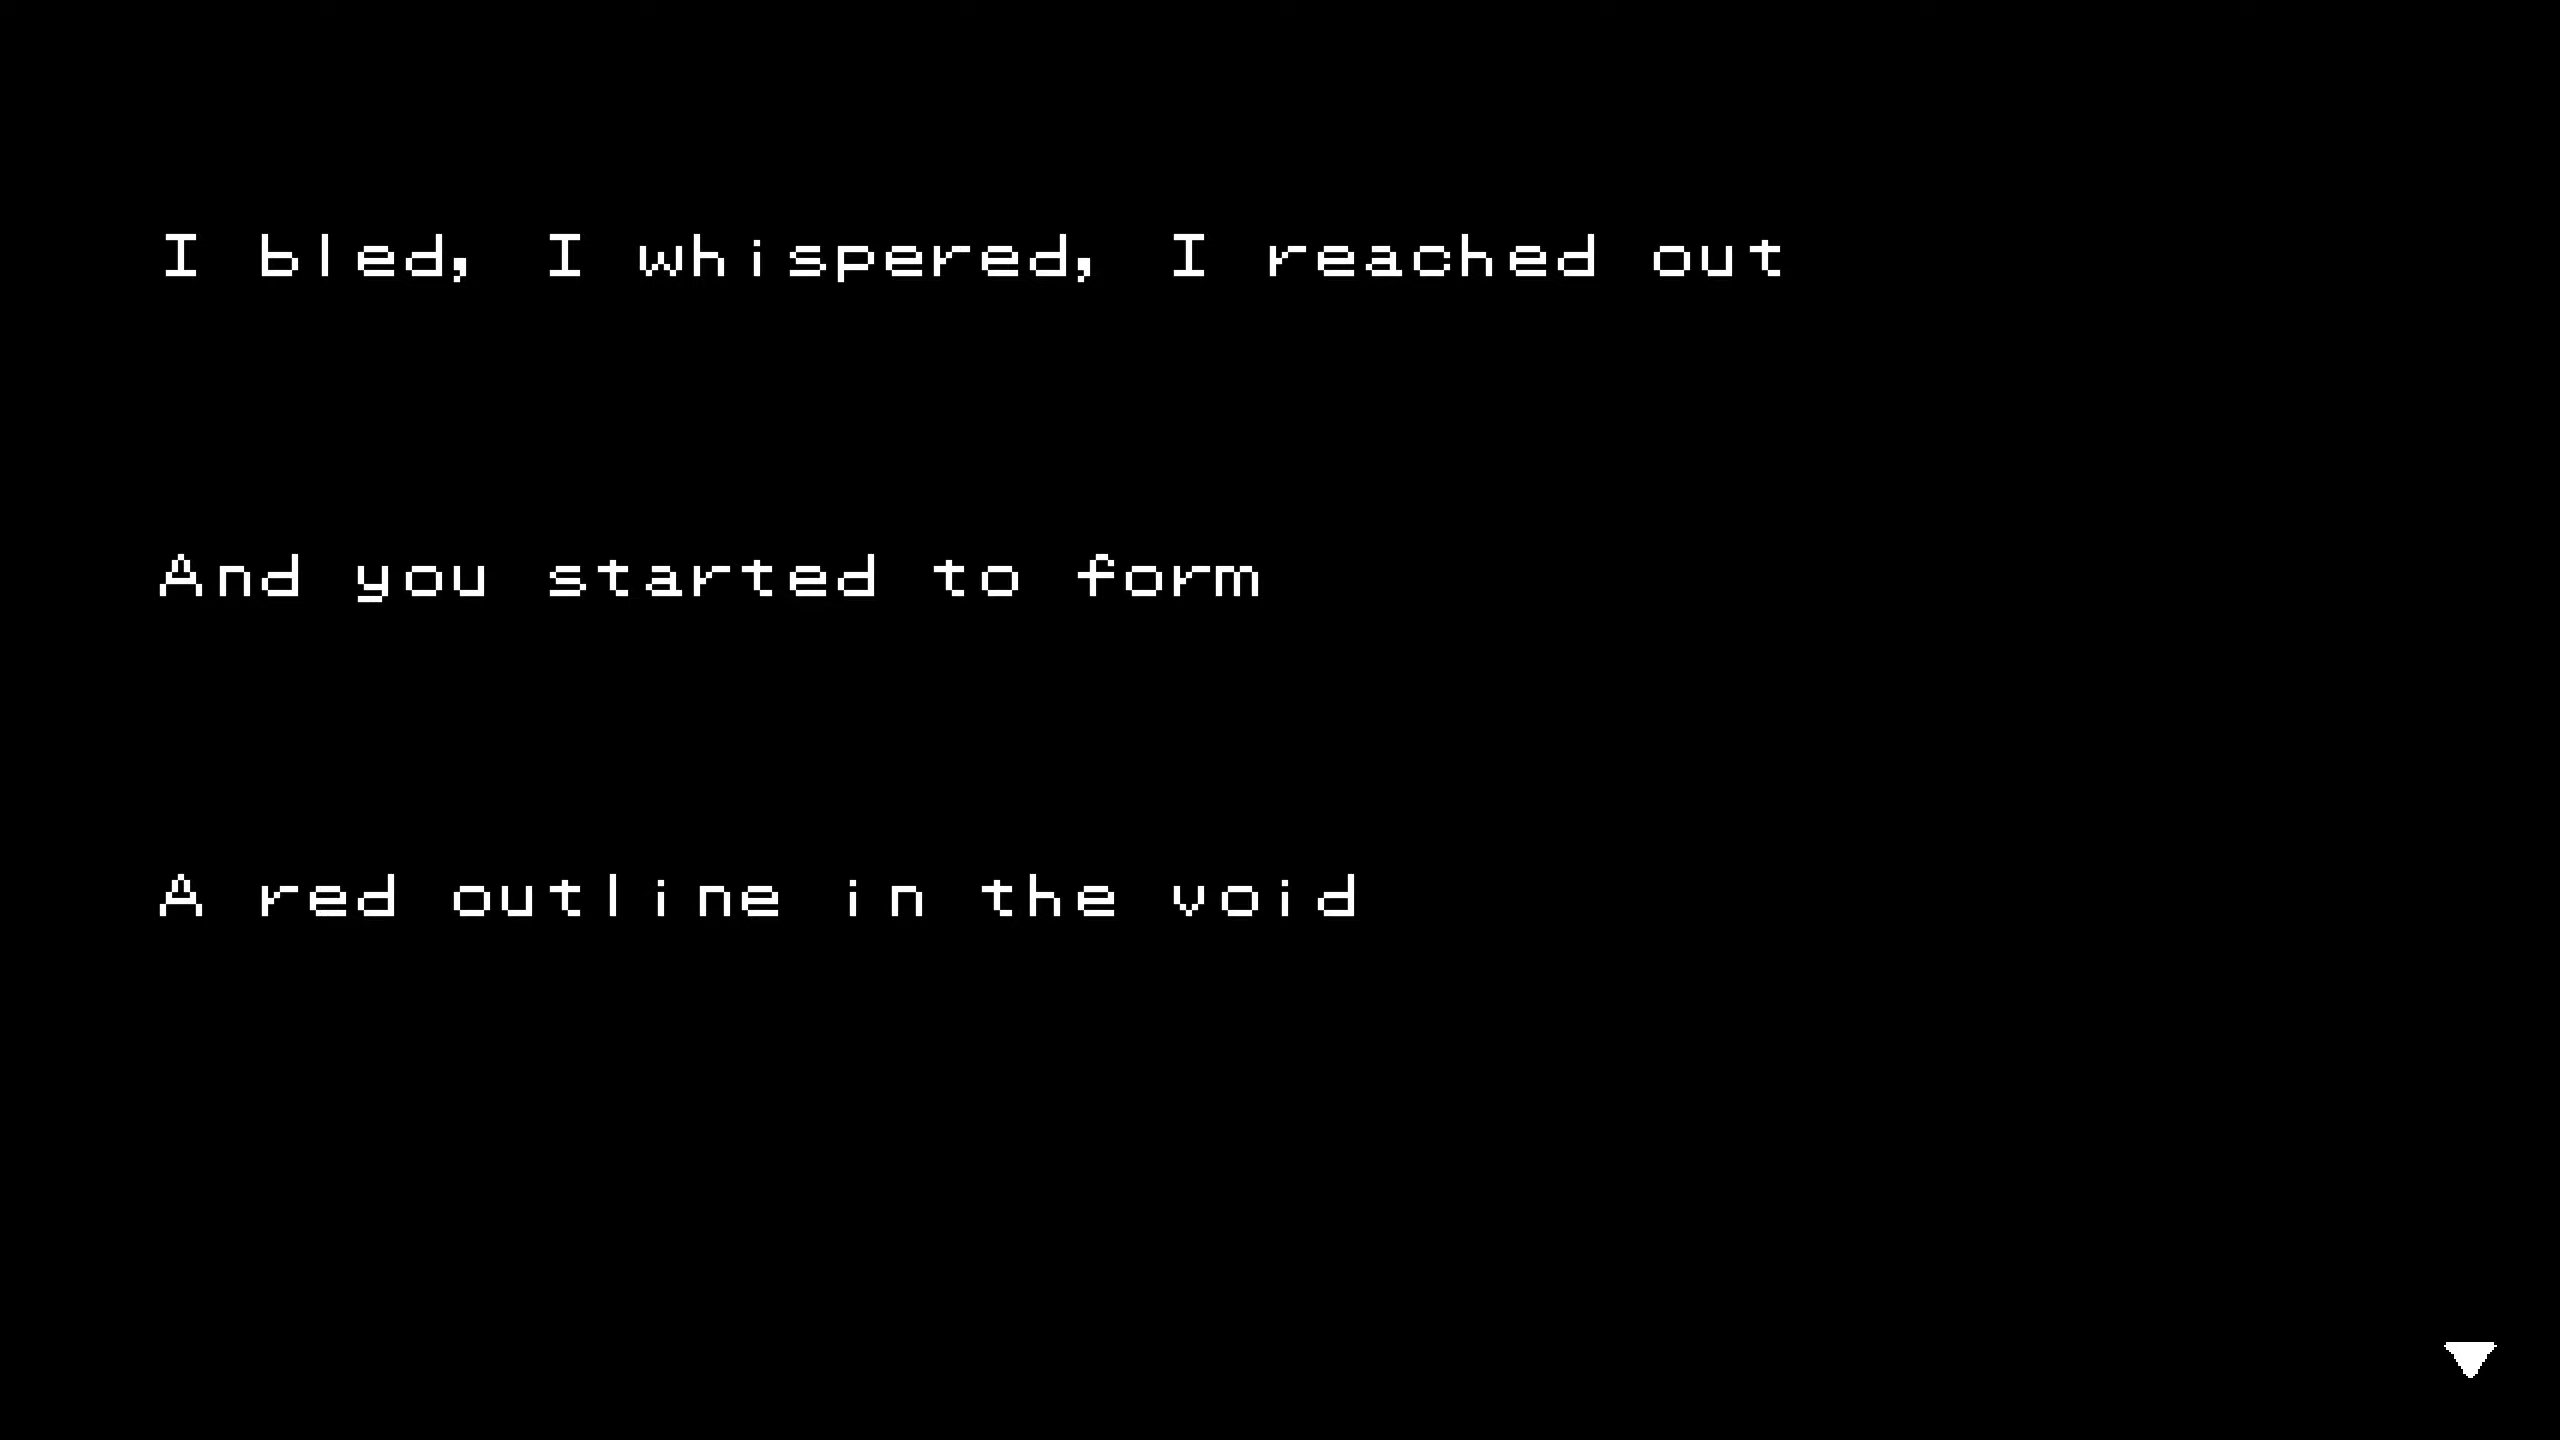 I bled, I whispered, I reached out
And you started to form
A red outline in the void